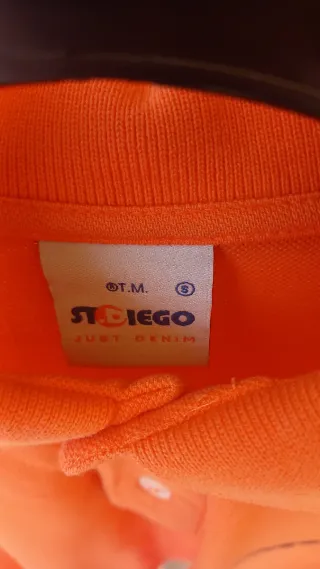 ®T.M. Ⓢ
ST.DIEGO
JUST DENIM